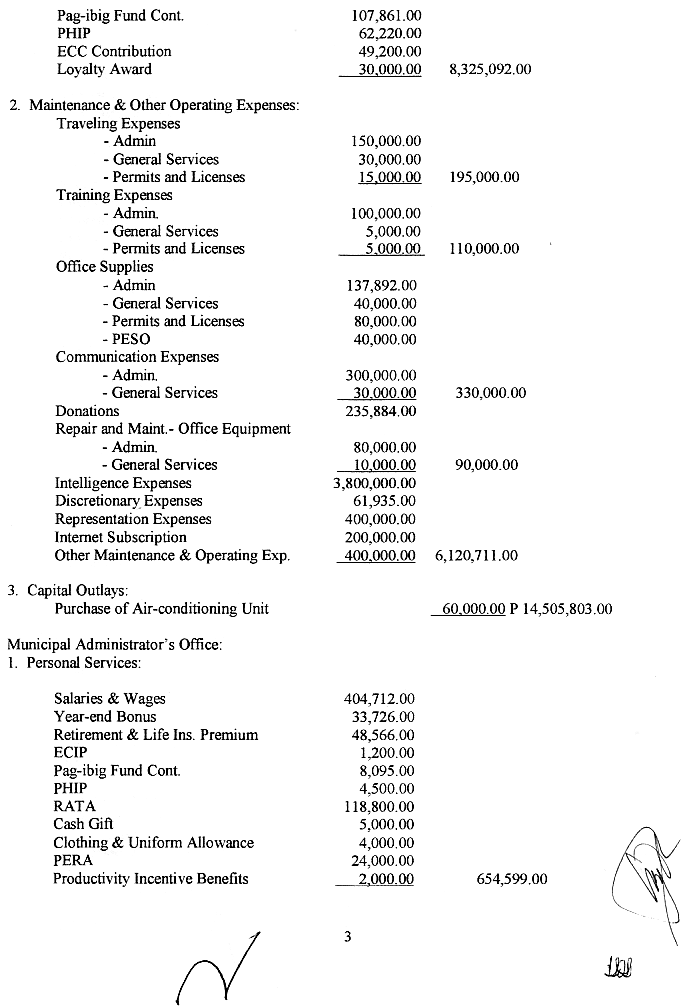 Pag-ibig Fund Cont. 107,861.00
PHIP 62,220.00
ECC Contribution 49,200.00
Loyalty Award 30,000.00 8,325,092.00
2. Maintenance & Other Operating Expenses:
Traveling Expenses
- Admin 150,000.00
- General Services 30,000.00
- Permits and Licenses 15,000.00 195,000.00
Training Expenses
- Admin. 100,000.00
- General Services 5,000.00
- Permits and Licenses 5,000.00 110,000.00
Office Supplies
- Admin 137,892.00
- General Services 40,000.00
- Permits and Licenses 80,000.00
- PESO 40,000.00
Communication Expenses
- Admin. 300,000.00
- General Services 30,000.00 330,000.00
Donations 235,884.00
Repair and Maint.- Office Equipment
- Admin. 80,000.00
- General Services 10,000.00 90,000.00
Intelligence Expenses 3,800,000.00
Discretionary Expenses 61,935.00
Representation Expenses 400,000.00
Internet Subscription 200,000.00
Other Maintenance & Operating Exp. 400,000.00 6,120,711.00
3. Capital Outlays:
Purchase of Air-conditioning Unit 60,000.00 P 14,505,803.00
Municipal Administrator's Office:
1. Personal Services:
Salaries & Wages 404,712.00
Year-end Bonus 33,726.00
Retirement & Life Ins. Premium 48,566.00
ECIP 1,200.00
Pag-ibig Fund Cont. 8,095.00
PHIP 4,500.00
RATA 118,800.00
Cash Gift 5,000.00
Clothing & Uniform Allowance 4,000.00
PERA 24,000.00
Productivity Incentive Benefits 2,000.00 654,599.00
3